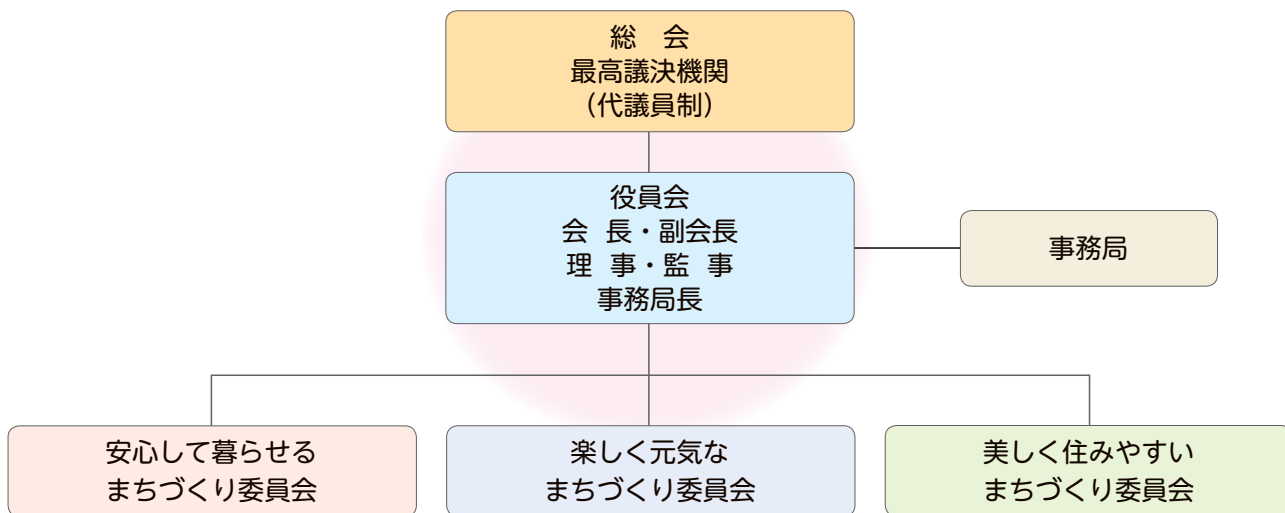 総　会
最高議決機関
（代議員制）
役員会
会　長・副会長
理　事・監　事
事務局長
事務局
安心して暮らせる
まちづくり委員会
楽しく元気な
まちづくり委員会
美しく住みやすい
まちづくり委員会